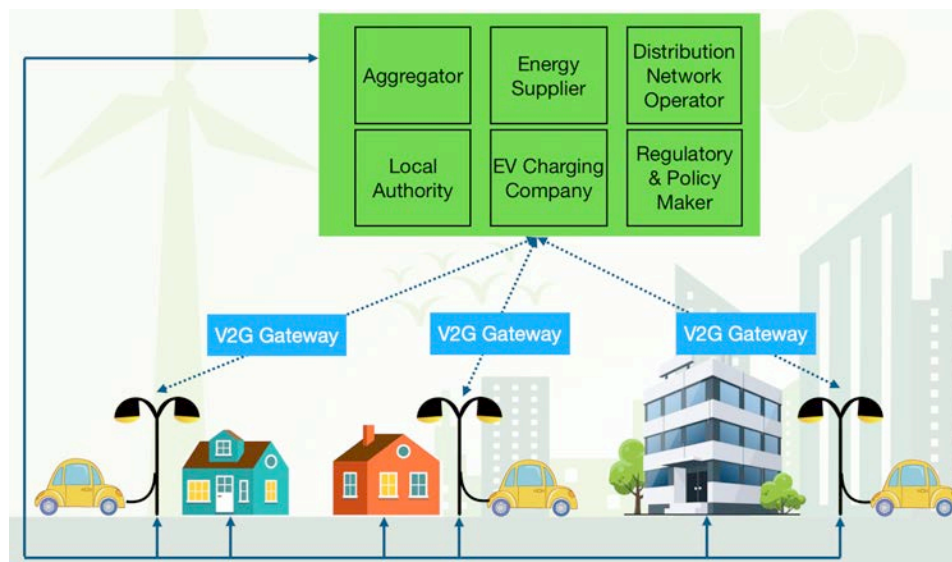 Aggregator
Energy
Supplier
Distribution
Network
Operator
Local
Authority
EV Charging
Company
Regulatory
& Policy
Maker
V2G Gateway
V2G Gateway
V2G Gateway